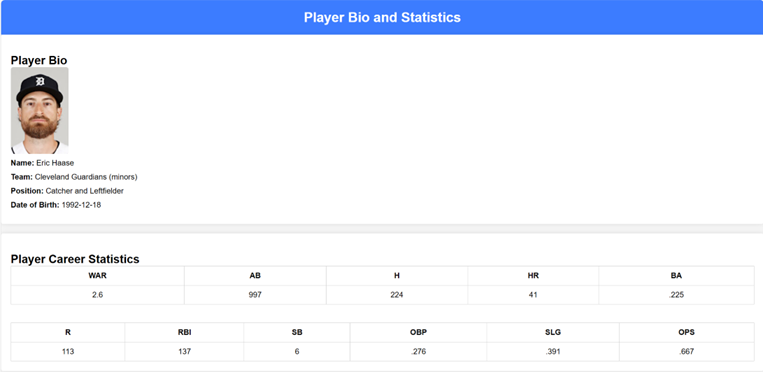 Player Bio and Statistics
Player Bio
D
Name: Eric Haase
Team: Cleveland Guardians (minors)
Position: Catcher and Leftfielder
Date of Birth: 1992-12-18
Player Career Statistics
WAR AB H HR BA
2.6 997 224 41 .225
R RBI SB OBP SLG OPS
113 137 6 .276 .391 .667